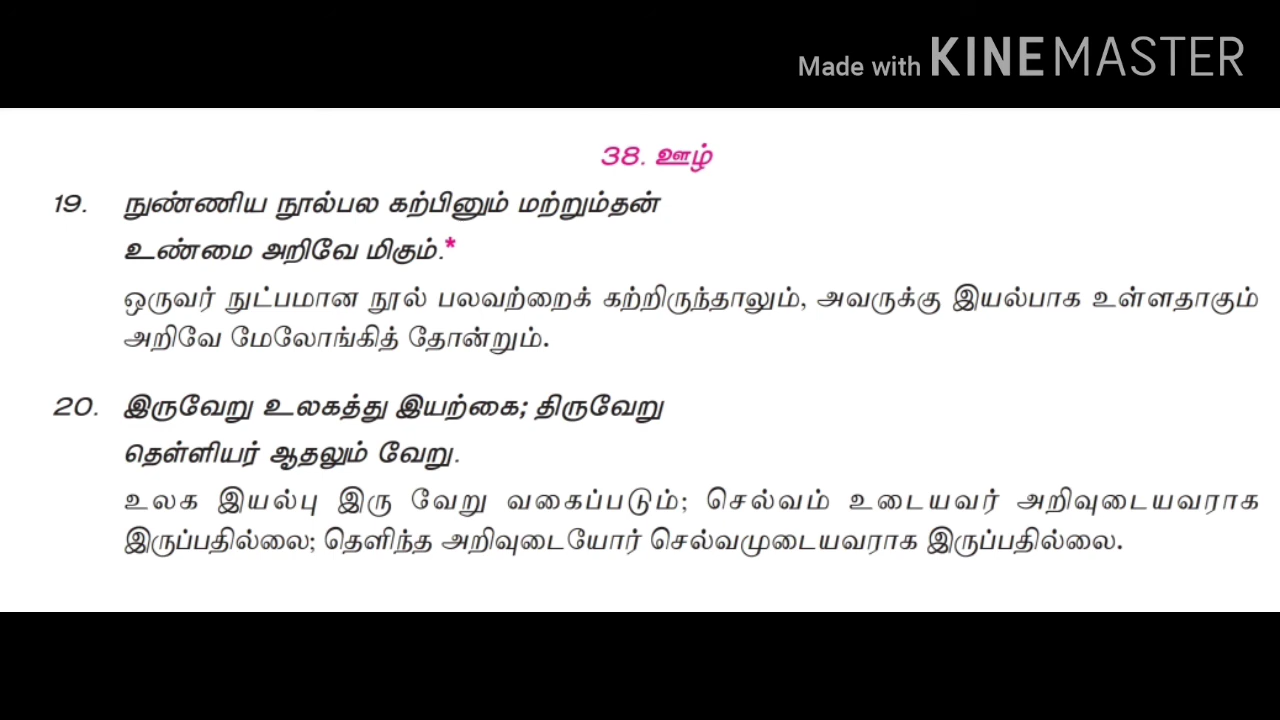 Made with KINEMASTER
38. ஊழ்
19. நுண்ணிய நூல்பல கற்பினும் மற்றும்தன்
உண்மை அறிவே மிகும்.*
ஒருவர் நுட்பமான நூல் பலவற்றைக் கற்றிருந்தாலும், அவருக்கு இயல்பாக உள்ளதாகும்
அறிவே மேலோங்கித் தோன்றும்.
20. இருவேறு உலகத்து இயற்கை; திருவேறு
தெள்ளியர் ஆதலும் வேறு.
உலக இயல்பு இரு வேறு வகைப்படும்; செல்வம் உடையவர் அறிவுடையவராக
இருப்பதில்லை; தெளிந்த அறிவுடையோர் செல்வமுடையவராக இருப்பதில்லை.